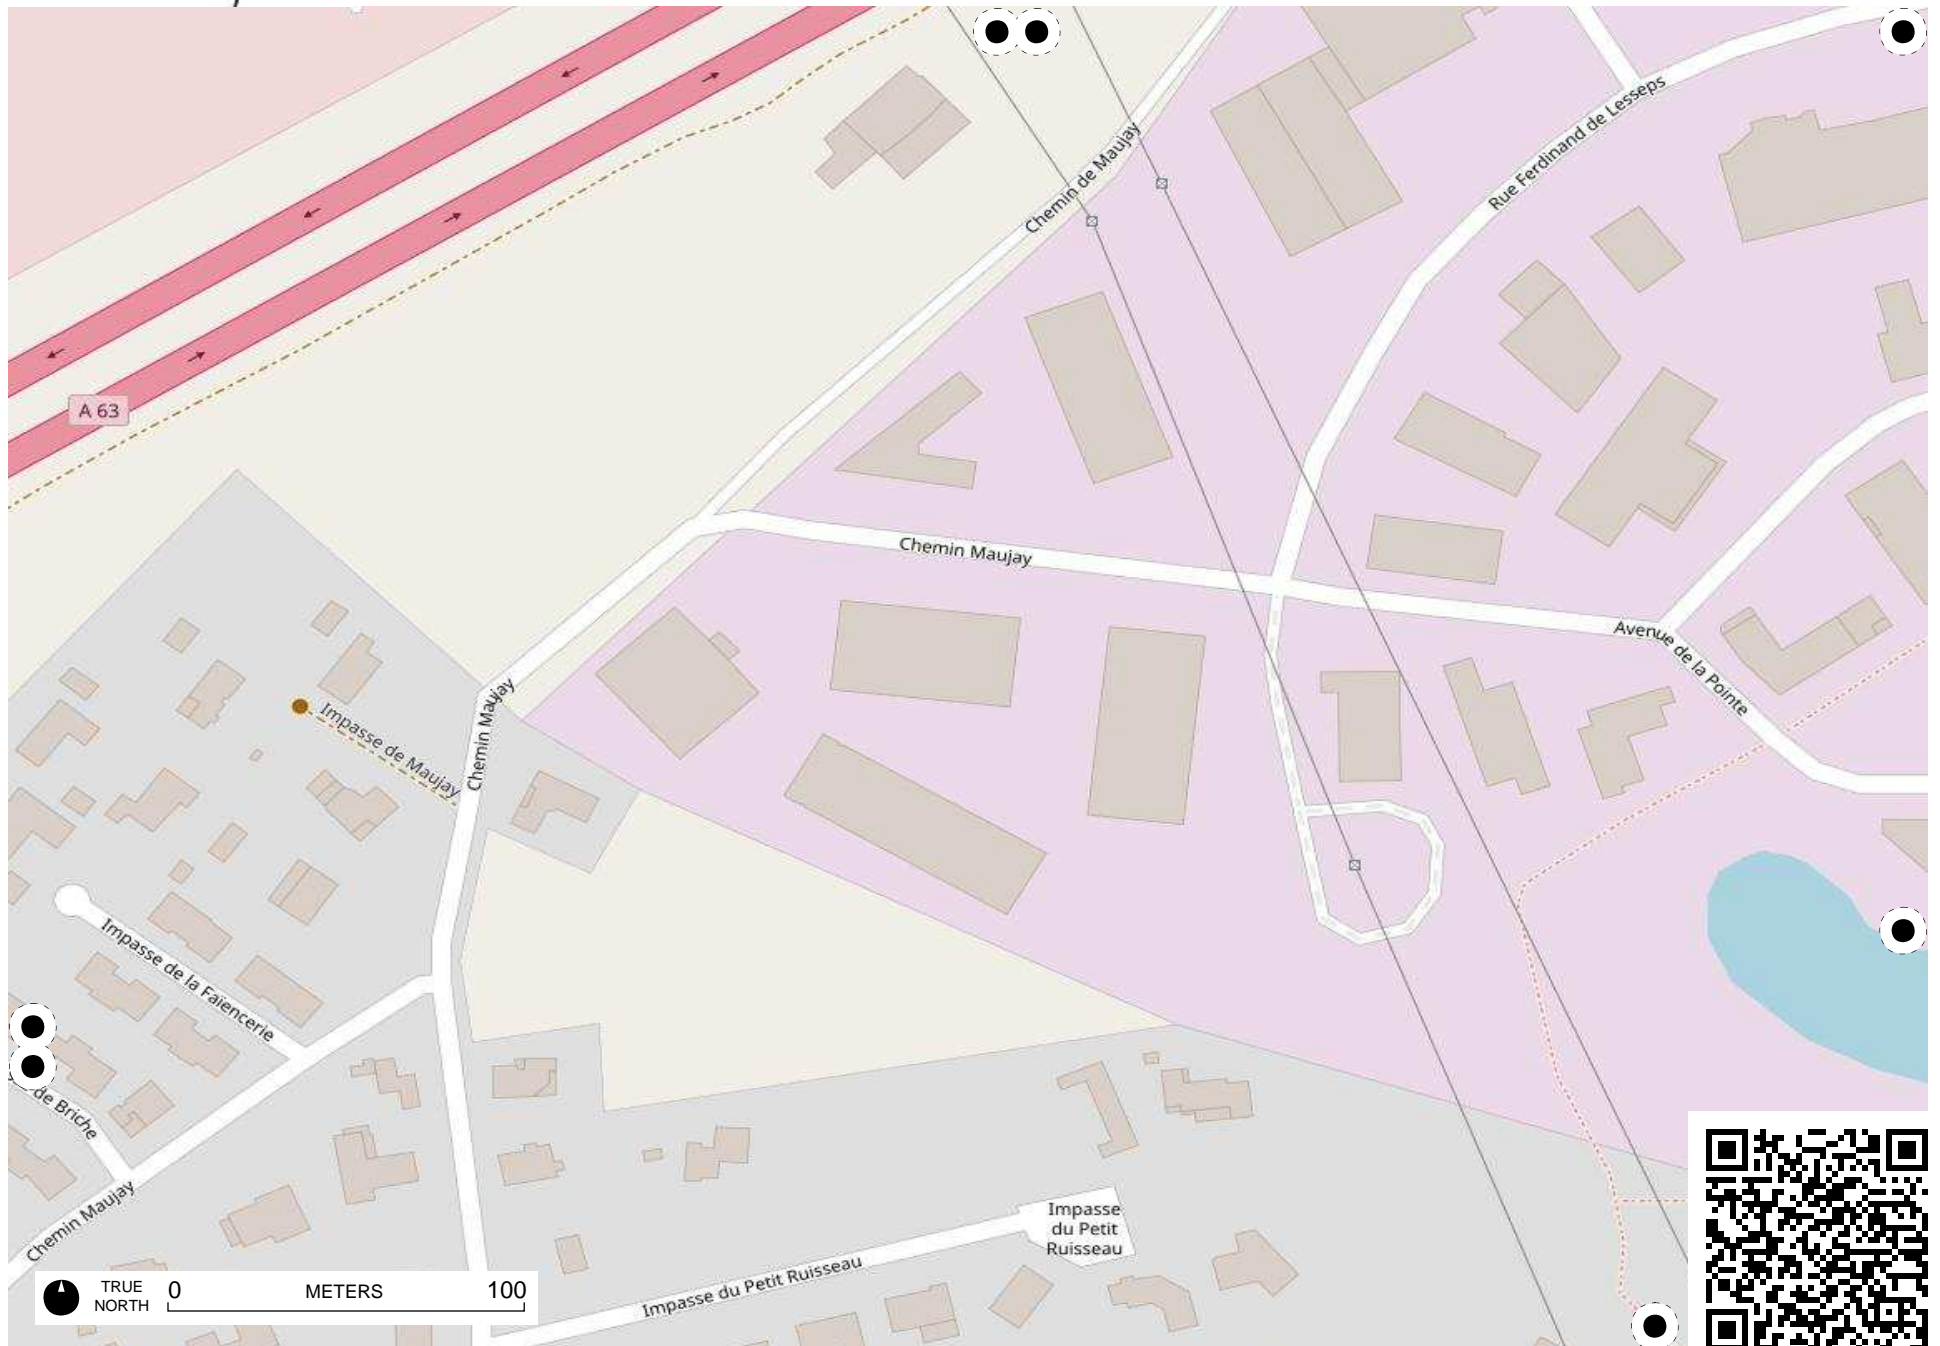 Chemin de Maujay
Rue Ferdinand de Lesseps
A 63
Chemin Maujay
Avenue de la Pointe
Chemin Maujay
Impasse de Maujay
Impasse de la Faïencerie
de Briche
Chemin Maujay
Impasse
du Petit
Ruisseau
Impasse du Petit Ruisseau
TRUE
NORTH
0 METERS 100